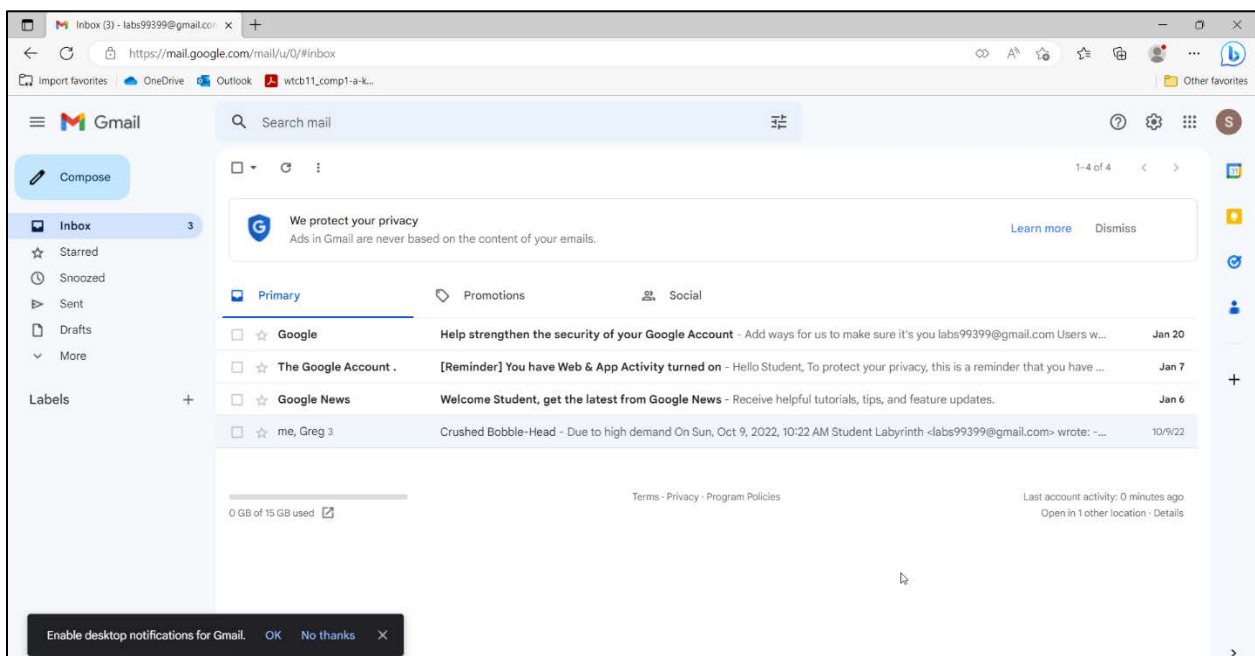 Inbox (3) - labs99399@gmail.con
https://mail.google.com/mail/u/0/#inbox
Import favorites OneDrive Outlook wtcb11_comp1-a-k... Other favorites
Gmail Search mail S
Compose 1–4 of 4
Inbox 3
Starred
Snoozed
Sent
Drafts
More
Labels
We protect your privacy
Ads in Gmail are never based on the content of your emails.
Learn more Dismiss
Primary Promotions Social
Google Help strengthen the security of your Google Account - Add ways for us to make sure it's you labs99399@gmail.com Users w... Jan 20
The Google Account . [Reminder] You have Web & App Activity turned on - Hello Student, To protect your privacy, this is a reminder that you have ... Jan 7
Google News Welcome Student, get the latest from Google News - Receive helpful tutorials, tips, and feature updates. Jan 6
me, Greg 3 Crushed Bobble-Head - Due to high demand On Sun, Oct 9, 2022, 10:22 AM Student Labyrinth <labs99399@gmail.com> wrote: -... 10/9/22
0 GB of 15 GB used
Terms · Privacy · Program Policies
Last account activity: 0 minutes ago
Open in 1 other location · Details
Enable desktop notifications for Gmail. OK No thanks